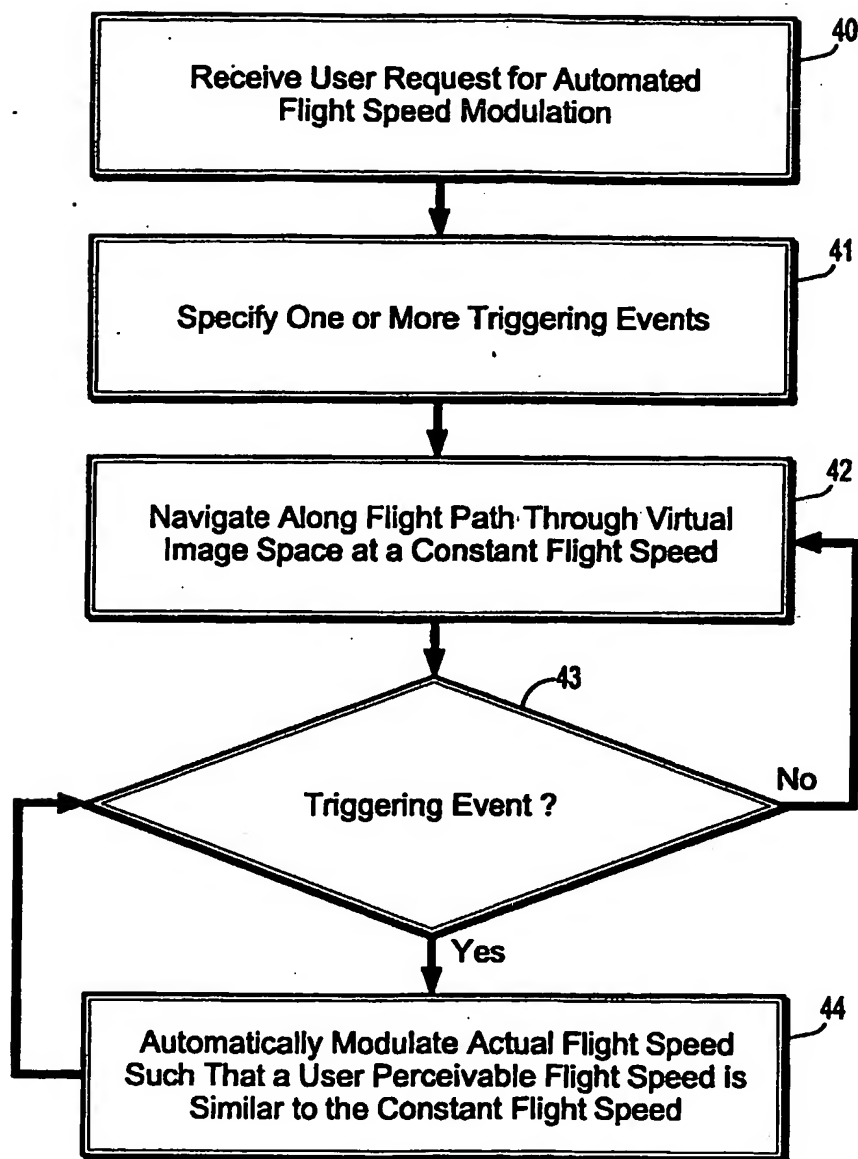 40
Receive User Request for Automated
Flight Speed Modulation
41
Specify One or More Triggering Events
42
Navigate Along Flight Path Through Virtual
Image Space at a Constant Flight Speed
43
Triggering Event ?
No
Yes
44
Automatically Modulate Actual Flight Speed
Such That a User Perceivable Flight Speed is
Similar to the Constant Flight Speed